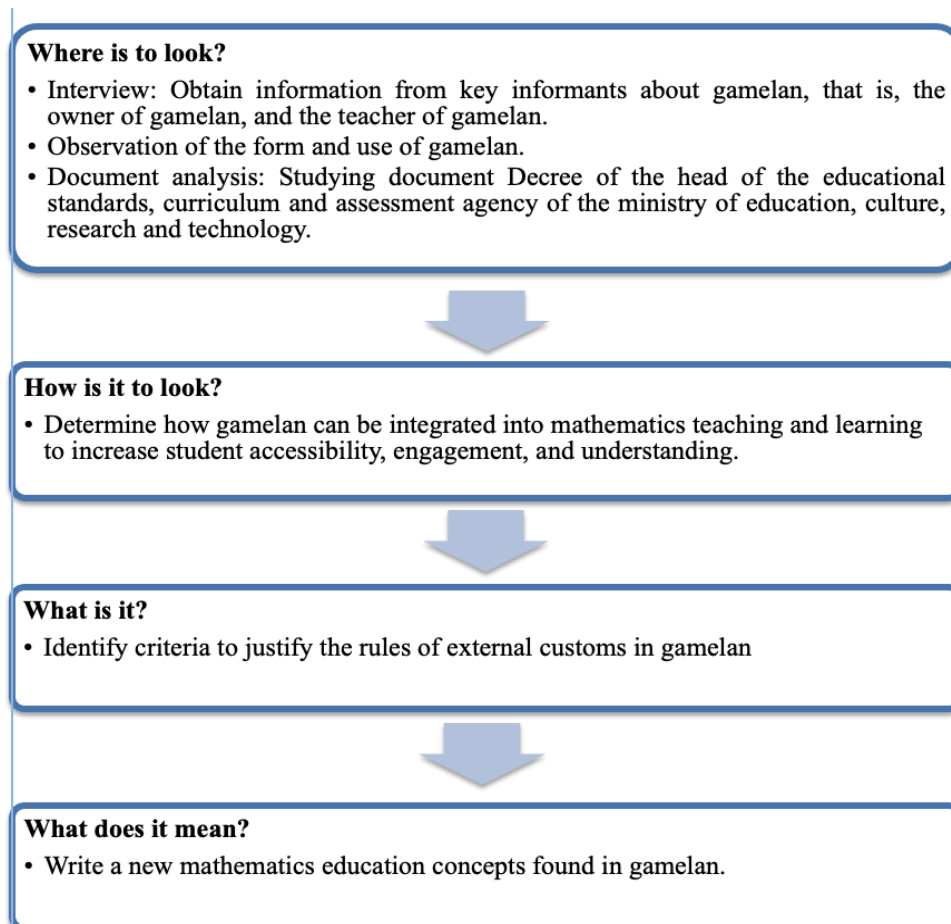 Where is to look?
• Interview: Obtain information from key informants about gamelan, that is, the
owner of gamelan, and the teacher of gamelan.
• Observation of the form and use of gamelan.
• Document analysis: Studying document Decree of the head of the educational
standards, curriculum and assessment agency of the ministry of education, culture,
research and technology.
How is it to look?
• Determine how gamelan can be integrated into mathematics teaching and learning
to increase student accessibility, engagement, and understanding.
What is it?
• Identify criteria to justify the rules of external customs in gamelan
What does it mean?
• Write a new mathematics education concepts found in gamelan.